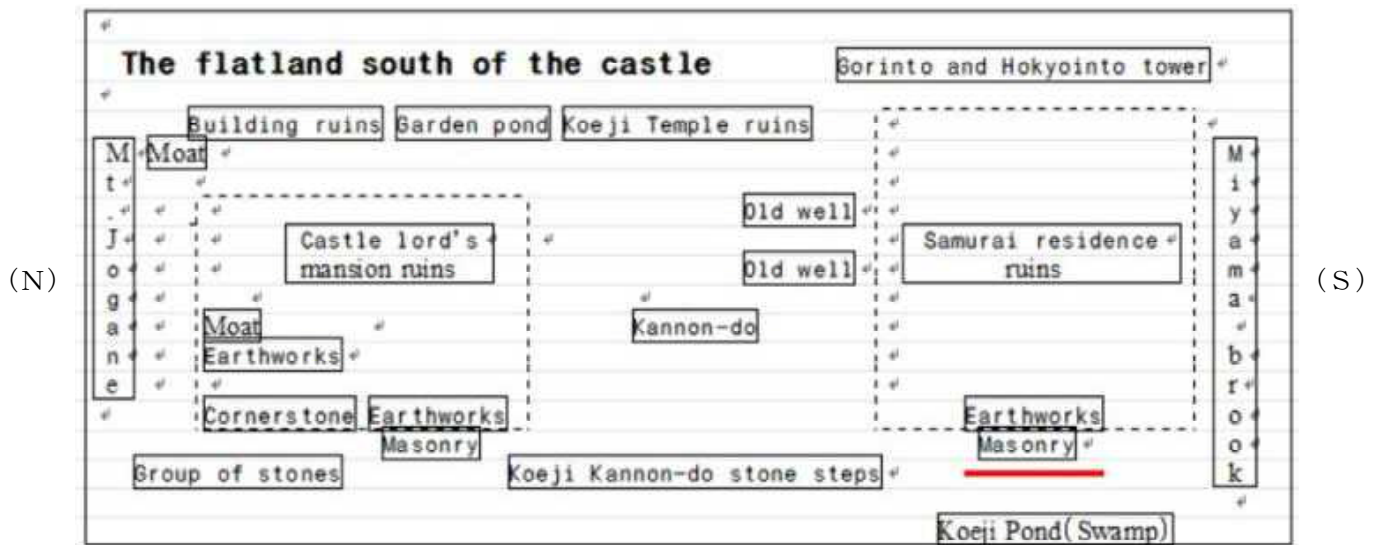 The flatland south of the castle
Gorinto and Hokyointo tower
Building ruins
Garden pond
Koeji Temple ruins
Mt.Jogane
Moat
Old well
Castle lord's
mansion ruins
Samurai residence
ruins
Miyama brook
(N)
Old well
(S)
Moat
Kannon-do
Earthworks
Cornerstone
Earthworks
Earthworks
Masonry
Masonry
Group of stones
Koeji Kannon-do stone steps
Koeji Pond(Swamp)